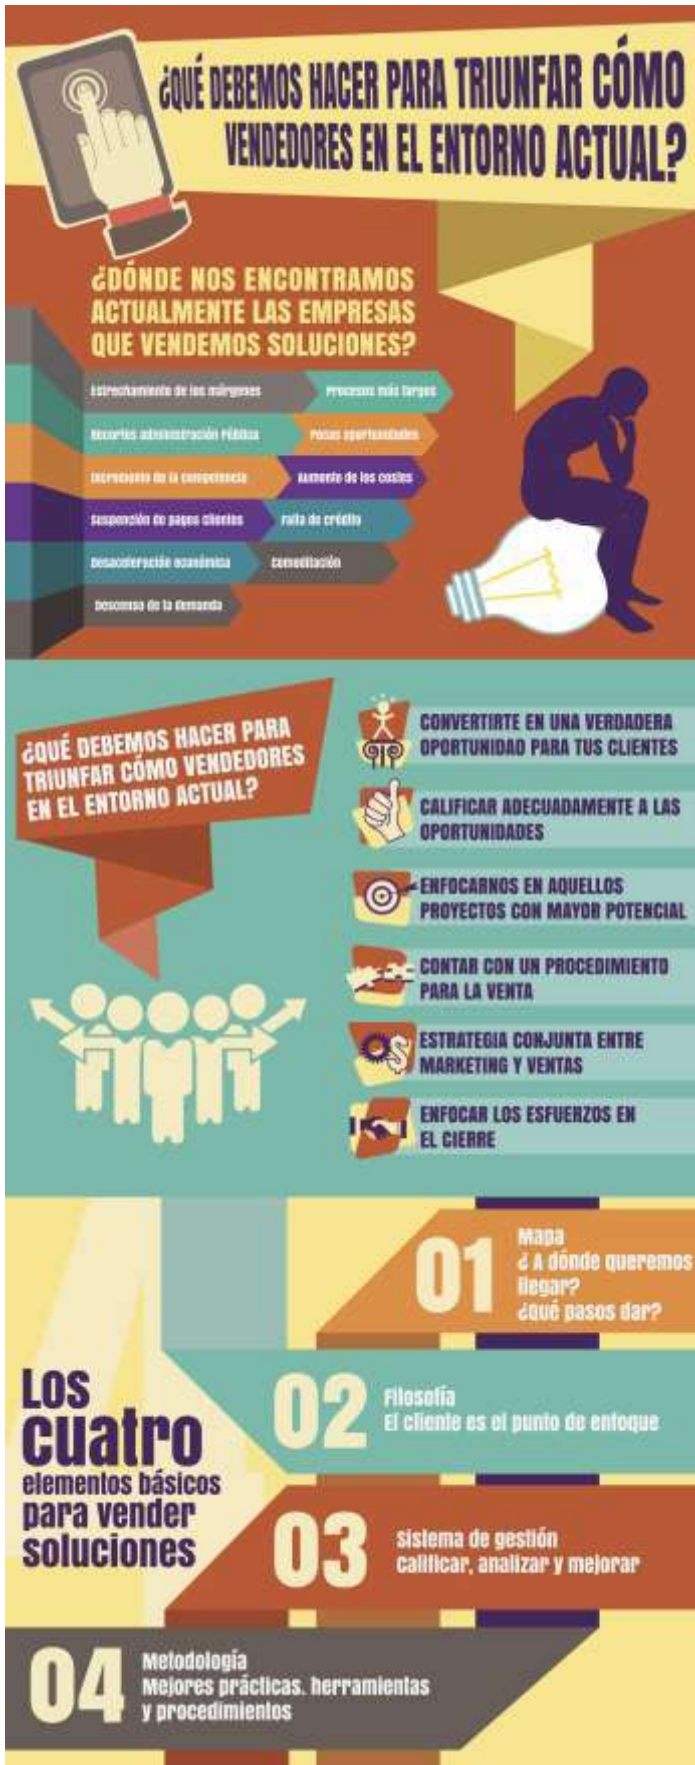 ¿QUÉ DEBEMOS HACER PARA TRIUNFAR CÓMO
VENDEDORES EN EL ENTORNO ACTUAL?
¿DÓNDE NOS ENCONTRAMOS
ACTUALMENTE LAS EMPRESAS
QUE VENDEMOS SOLUCIONES?
Estrechamiento de los márgenes
Procesos más largos
Recortes administración Pública
Pocas oportunidades
Incremento de la competencia
Aumento de los costes
Suspención de pagos clientes
Falta de crédito
Desaceleración económica
Comoditación
Descenso de la demanda
¿QUÉ DEBEMOS HACER PARA
TRIUNFAR CÓMO VENDEDORES
EN EL ENTORNO ACTUAL?
CONVERTIRTE EN UNA VERDADERA
OPORTUNIDAD PARA TUS CLIENTES
CALIFICAR ADECUADAMENTE A LAS
OPORTUNIDADES
ENFOCARNOS EN AQUELLOS
PROYECTOS CON MAYOR POTENCIAL
CONTAR CON UN PROCEDIMIENTO
PARA LA VENTA
ESTRATEGIA CONJUNTA ENTRE
MARKETING Y VENTAS
ENFOCAR LOS ESFUERZOS EN
EL CIERRE
Los
cuatro
elementos básicos
para vender
soluciones
01
Mapa
¿ A dónde queremos
llegar?
¿qué pasos dar?
02
Filosofía
El cliente es el punto de enfoque
03
Sistema de gestión
calificar, analizar y mejorar
04
Metodología
Mejores prácticas. herramientas
y procedimientos